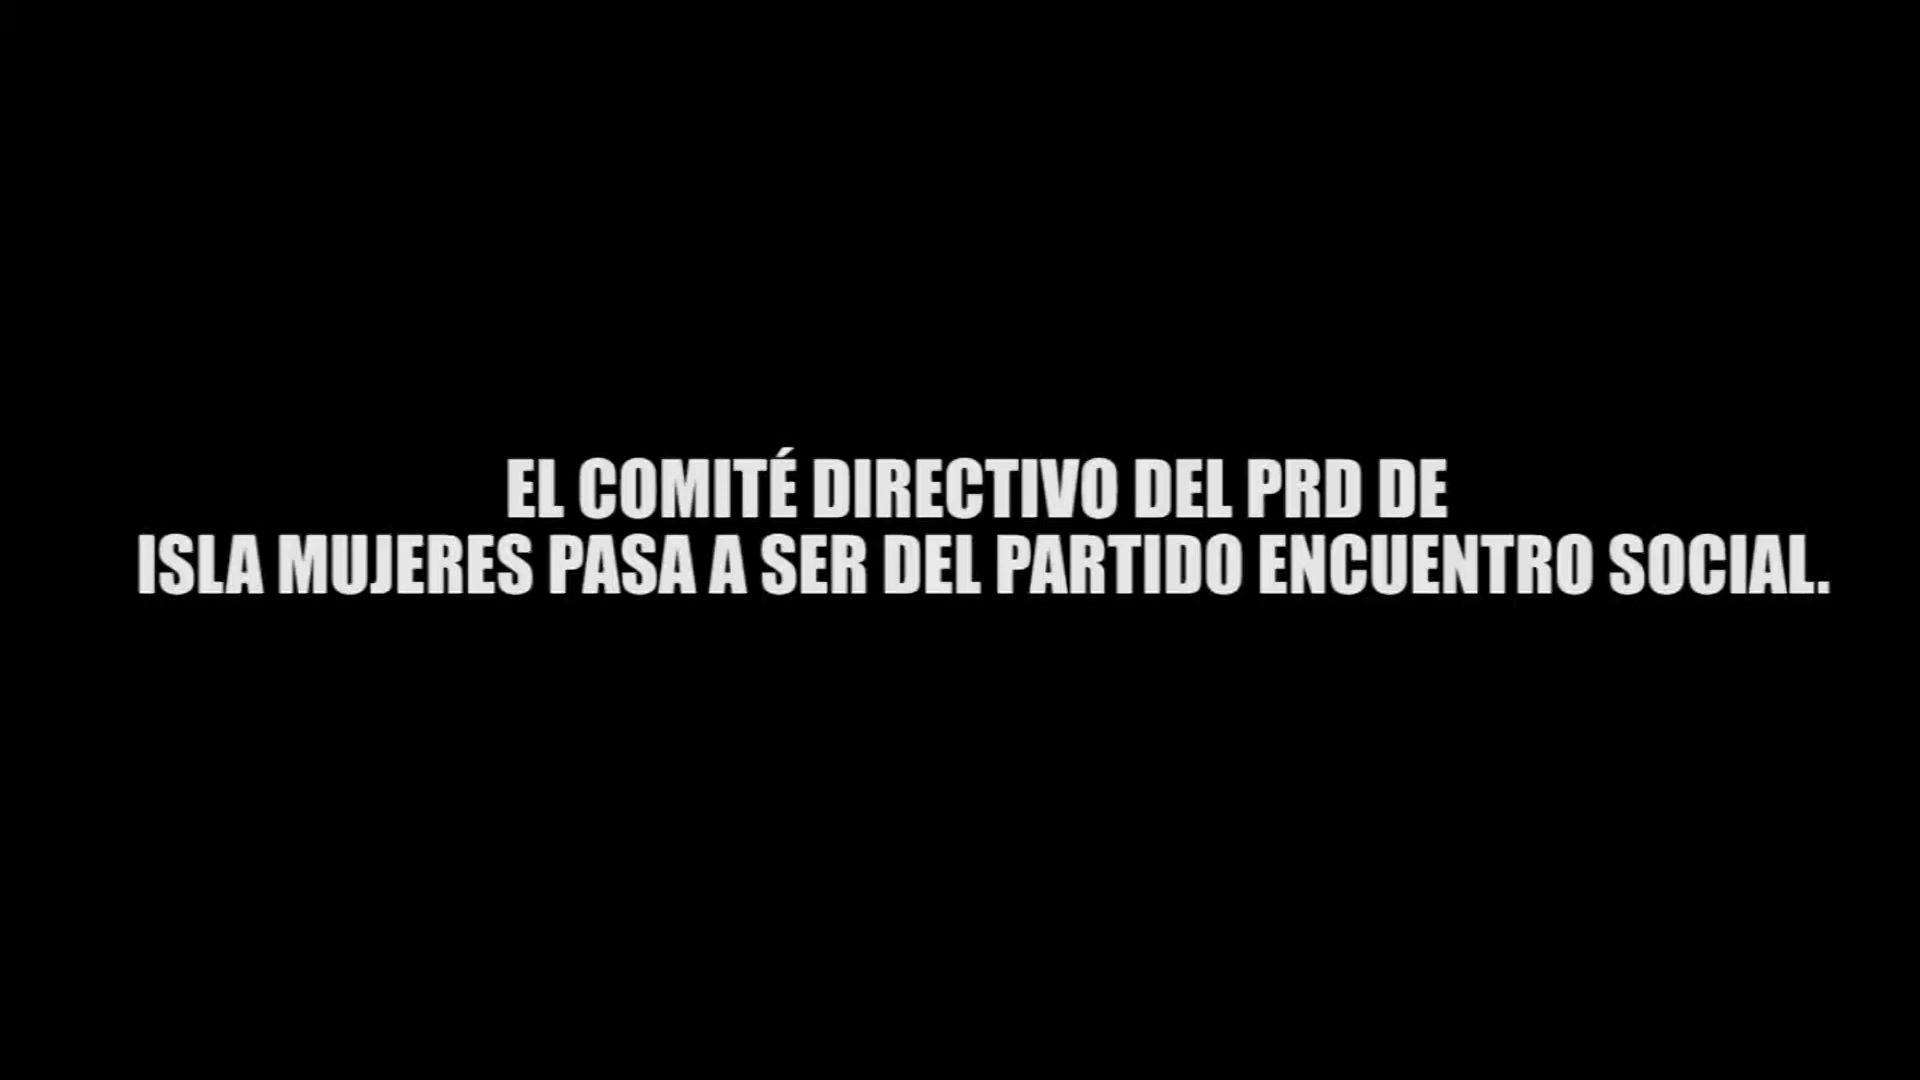 EL COMITÉ DIRECTIVO DEL PRD DE
ISLA MUJERES PASA A SER DEL PARTIDO ENCUENTRO SOCIAL.